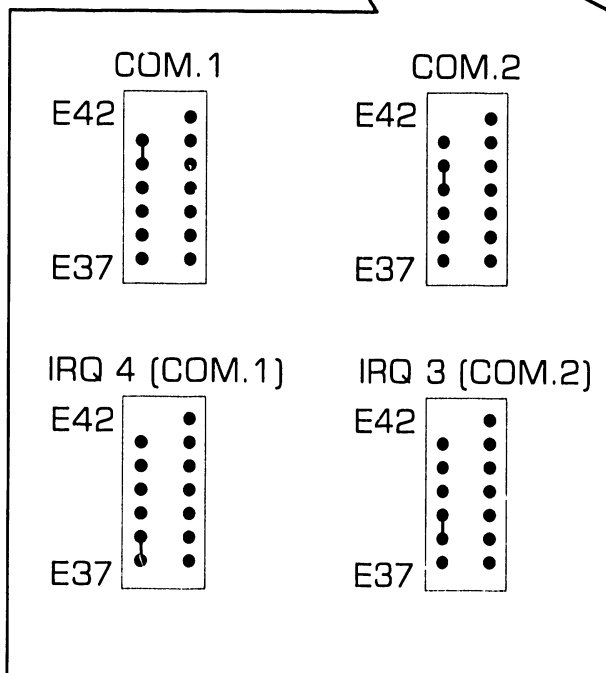 COM.1
COM.2
E42
E42
E37
E37
IRQ 4 (COM.1)
IRQ 3 (COM.2)
E42
E42
E37
E37